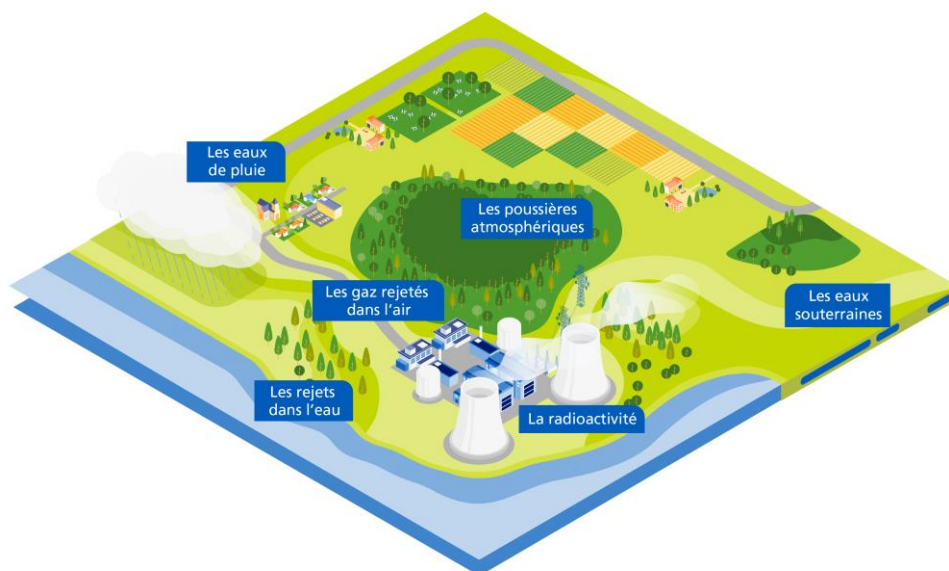 Les eaux
de pluie
Les poussières
atmosphériques
Les gaz rejetés
dans l'air
Les eaux
souterraines
Les rejets
dans l'eau
La radioactivité